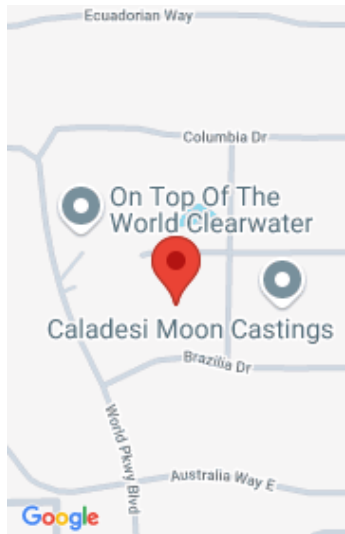 Ecuadorian Way
Columbia Dr
On Top Of The
World Clearwater
Caladesi Moon Castings
Brazilia Dr
World Pkwy Blvd
Australia Way E
Google